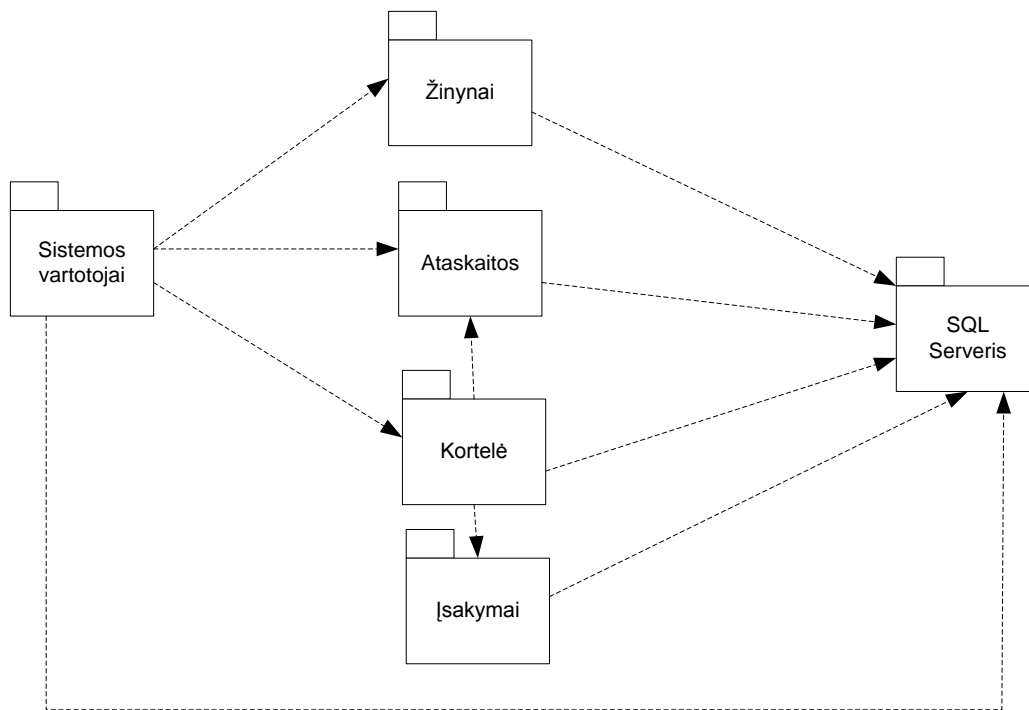 Žinynai
Sistemos
vartotojai
Ataskaitos
SQL
Serveris
Kortelė
Įsakymai